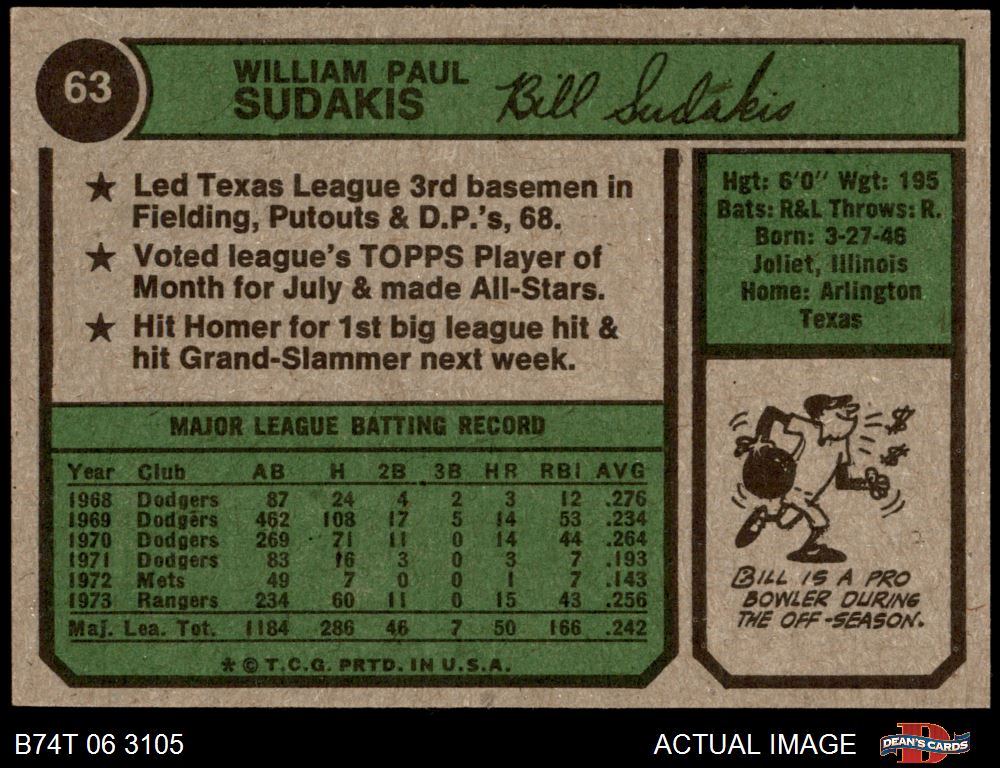 63
WILLIAM PAUL
SUDAKIS
Bill Sudakis
★ Led Texas League 3rd basemen in
Fielding, Putouts & D.P.'s, 68.
★ Voted league's TOPPS Player of
Month for July & made All-Stars.
★ Hit Homer for 1st big league hit &
hit Grand-Slammer next week.
Hgt: 6'0" Wgt: 195
Bats: R&L Throws: R.
Born: 3-27-46
Joliet, Illinois
Home: Arlington
Texas
MAJOR LEAGUE BATTING RECORD
Year Club AB H 2B 3B HR RBI AVG
1968 Dodgers 87 24 4 2 3 12 .276
1969 Dodgers 462 108 17 5 14 53 .234
1970 Dodgers 269 71 11 0 14 44 .264
1971 Dodgers 83 16 3 0 3 7 .193
1972 Mets 49 7 0 0 1 7 .143
1973 Rangers 234 60 11 0 15 43 .256
Maj. Lea. Tot. 1184 286 46 7 50 166 .242
* © T.C.G. PRTD. IN U.S.A.
$
$
BILL IS A PRO
BOWLER DURING
THE OFF-SEASON.
B74T 06 3105
ACTUAL IMAGE
DEAN'S CARDS